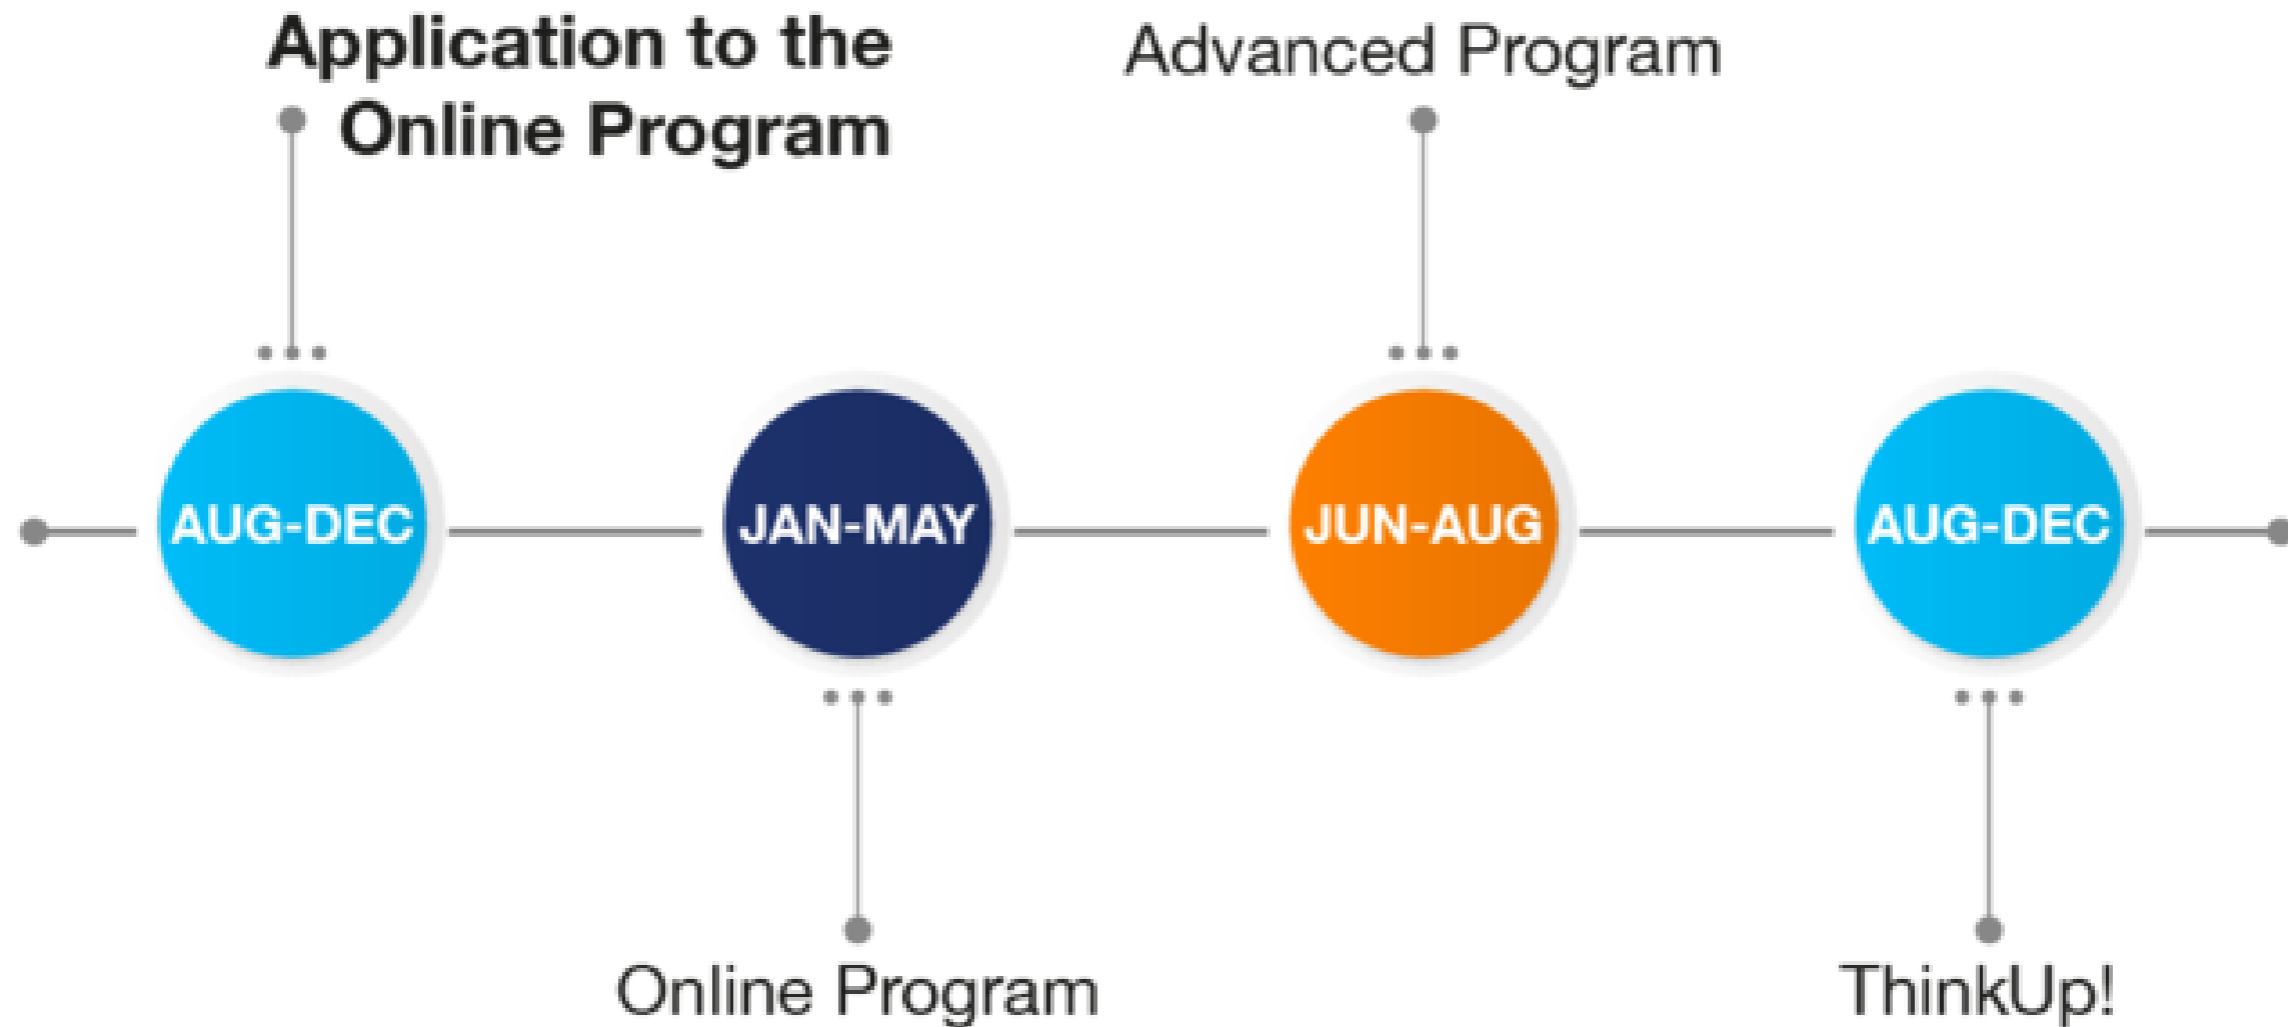 Application to the
Online Program
Advanced Program
AUG-DEC
JAN-MAY
JUN-AUG
AUG-DEC
Online Program
ThinkUp!